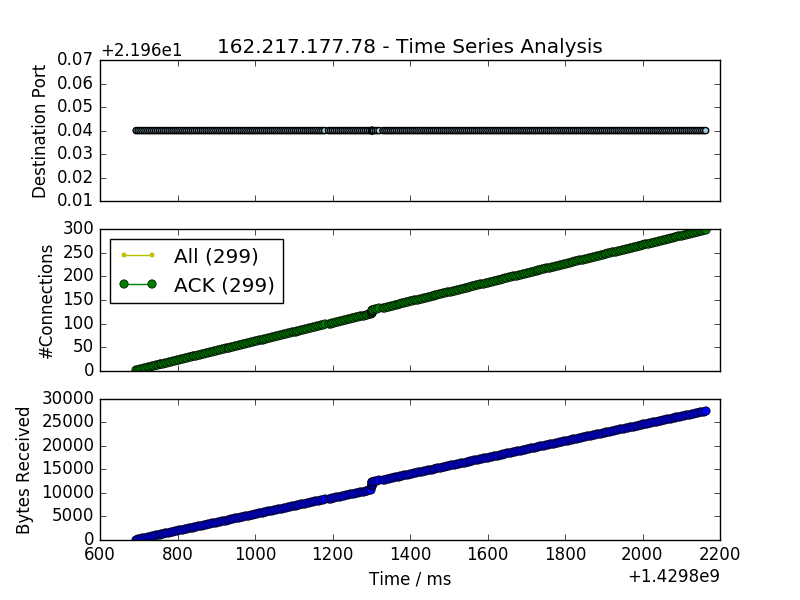 +2.196e1
162.217.177.78 - Time Series Analysis
0.07
0.06
0.05
0.04
0.03
0.02
0.01
Destination Port
300
250
200
150
100
50
0
#Connections
All (299)
ACK (299)
30000
25000
20000
15000
10000
5000
0
Bytes Received
600 800 1000 1200 1400 1600 1800 2000 2200
Time / ms
+1.4298e9